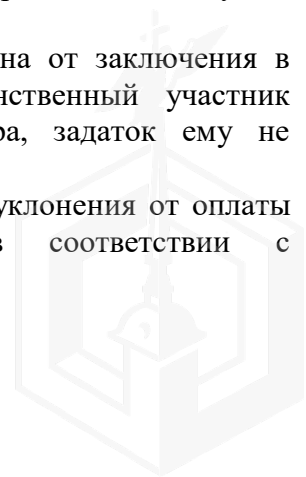 на от заключения в
нственный участник
ра, задаток ему не
уклонения от оплаты
в соответствии с